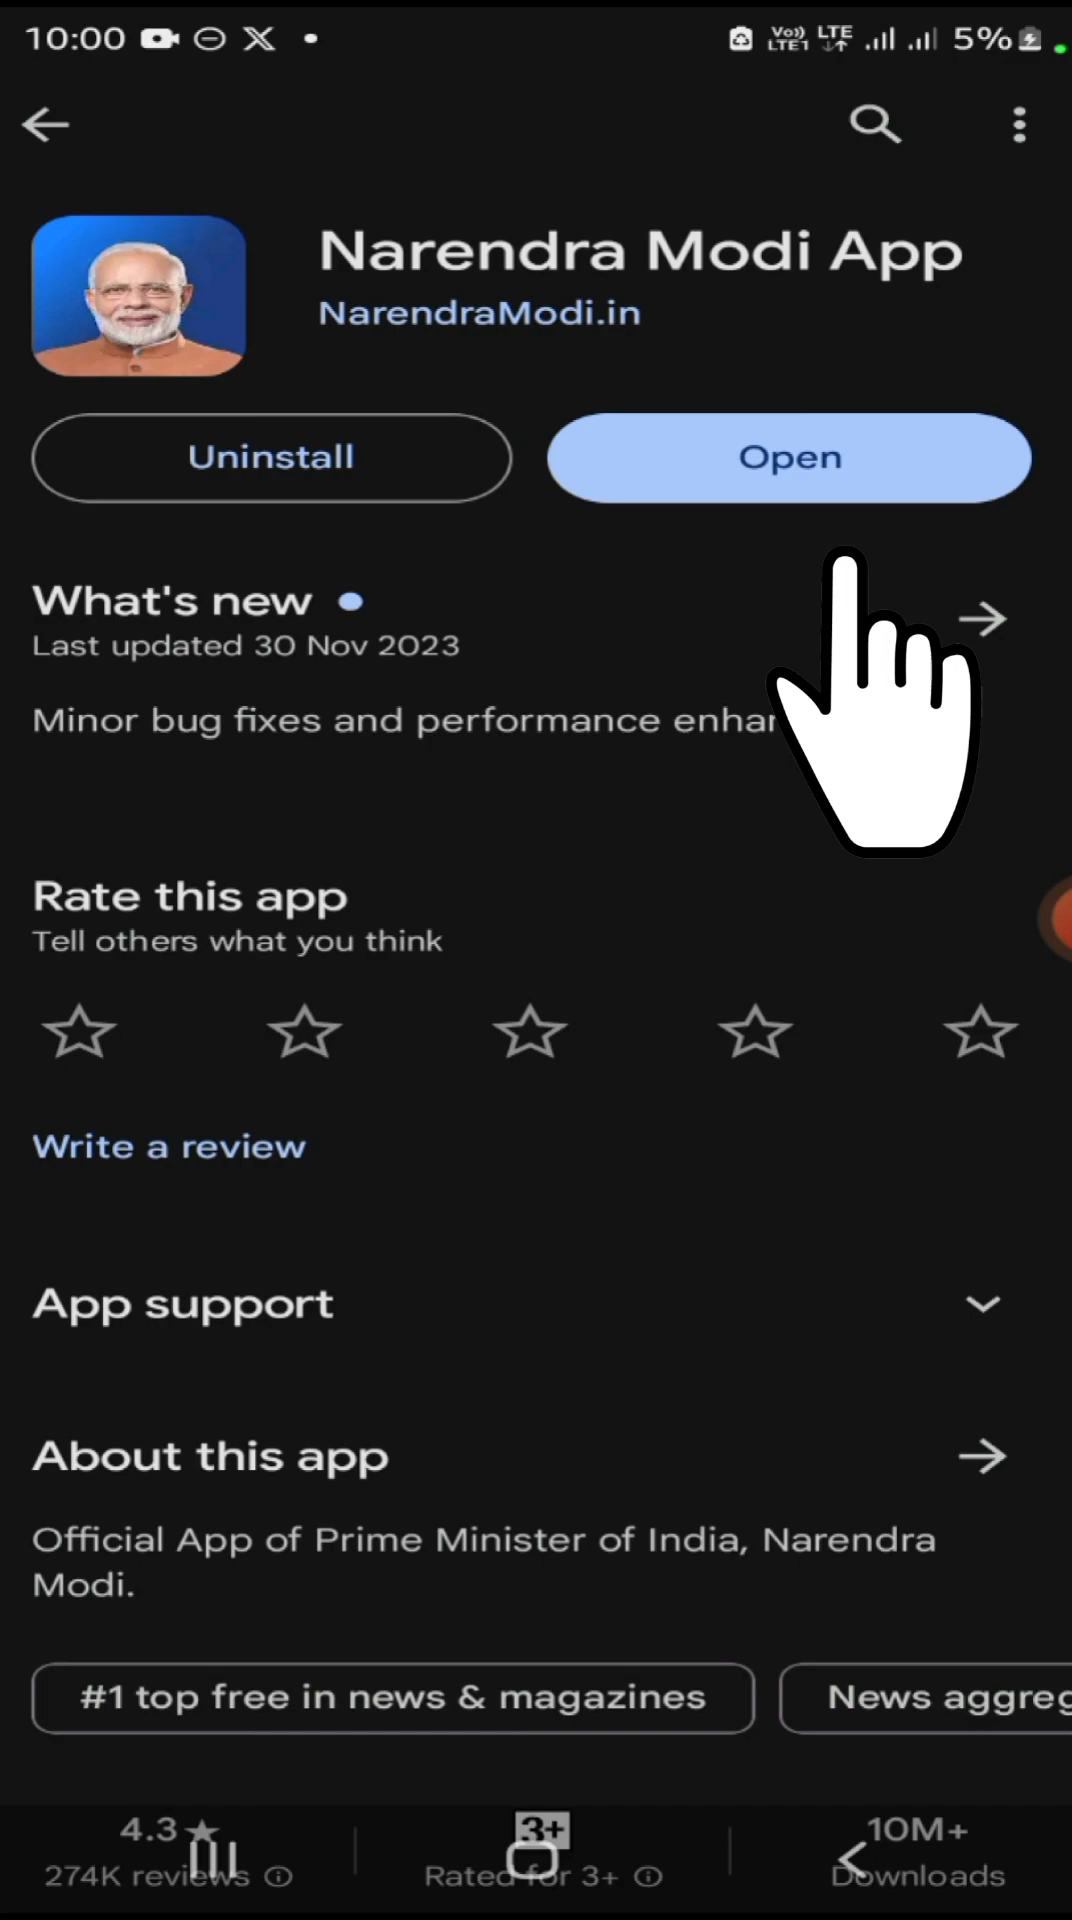 10:00 Vo)) LTE1 LTE 5%
Narendra Modi App
NarendraModi.in
Uninstall
Open
What's new
Last updated 30 Nov 2023
Minor bug fixes and performance
Rate this app
Tell others what you think
Write a review
App support
About this app
Official App of Prime Minister of India, Narendra
Modi.
#1 top free in news & magazines
News
4.3★
3+
10M+
274K reviews
Rated for 3+
Downloads